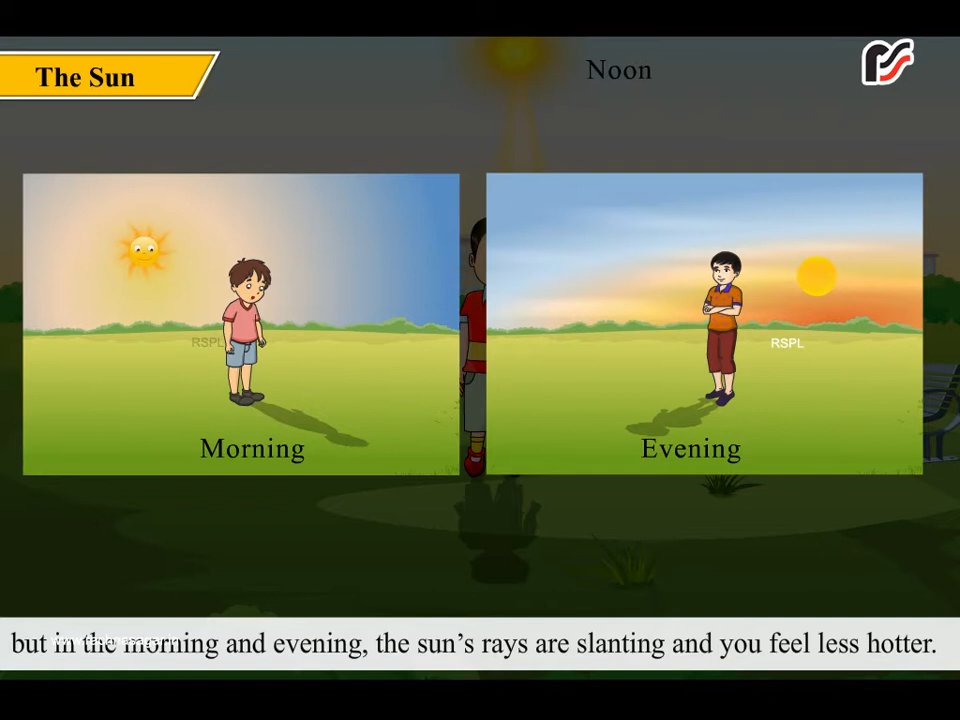 The Sun
Noon
RSPL
RSPL
Morning
Evening
but in the morning and evening, the sun’s rays are slanting and you feel less hotter.